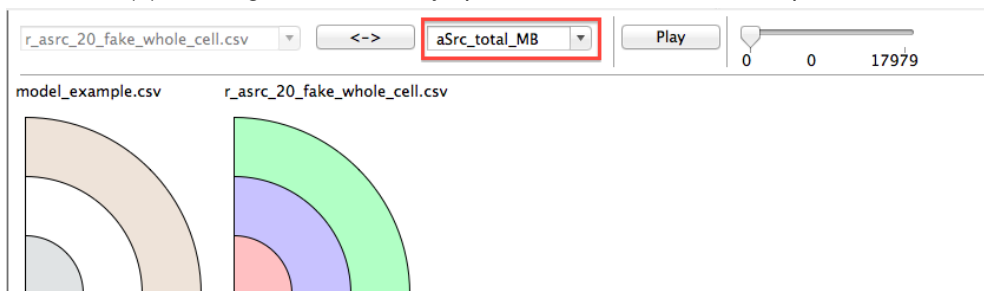 r_asrc_20_fake_whole_cell.csv <-> aSrc_total_MB Play
0 0 17979
model_example.csv r_asrc_20_fake_whole_cell.csv